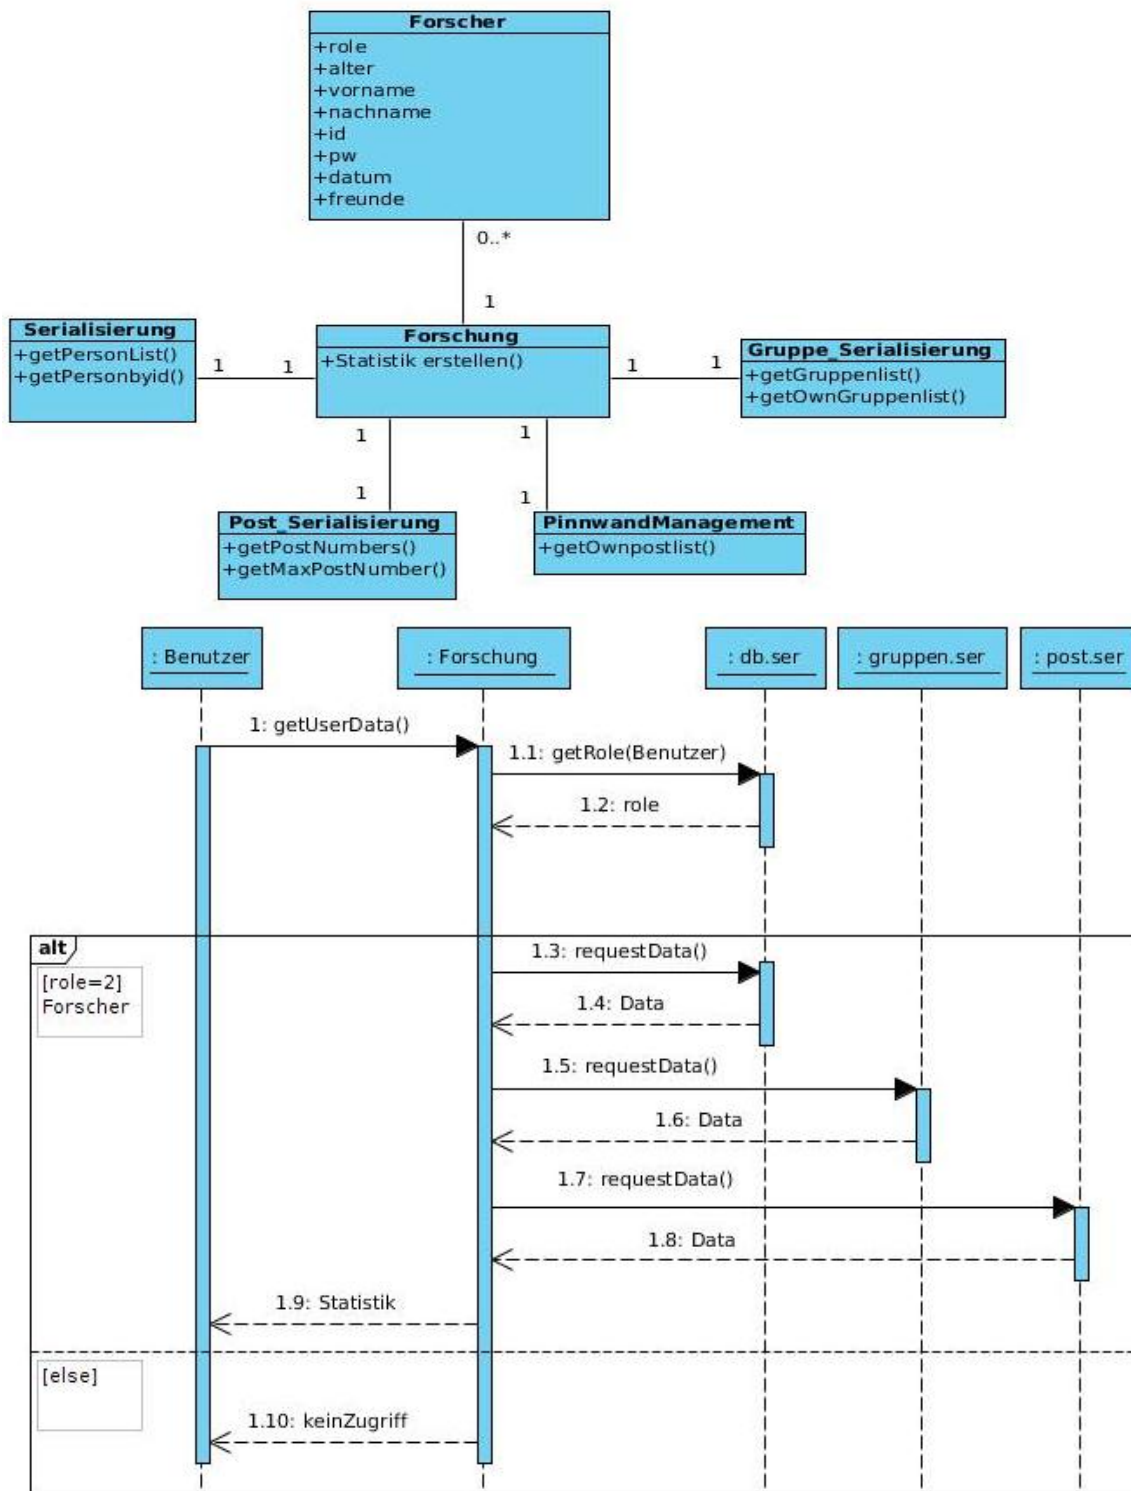 Forscher
+role
+alter
+vorname
+nachname
+id
+pw
+datum
+freunde
0..*
1
Serialisierung
+getPersonList()
+getPersonbyid()
1
1
Forschung
+Statistik erstellen()
1
1
Gruppe_Serialisierung
+getGruppenlist()
+getOwnGruppenlist()
1
1
1
1
Post_Serialisierung
+getPostNumbers()
+getMaxPostNumber()
PinnwandManagement
+getOwnpostlist()
: Benutzer
: Forschung
: db.ser
: gruppen.ser
: post.ser
1: getUserData()
1.1: getRole(Benutzer)
1.2: role
alt
[role=2]
Forscher
1.3: requestData()
1.4: Data
1.5: requestData()
1.6: Data
1.7: requestData()
1.8: Data
1.9: Statistik
[else]
1.10: keinZugriff